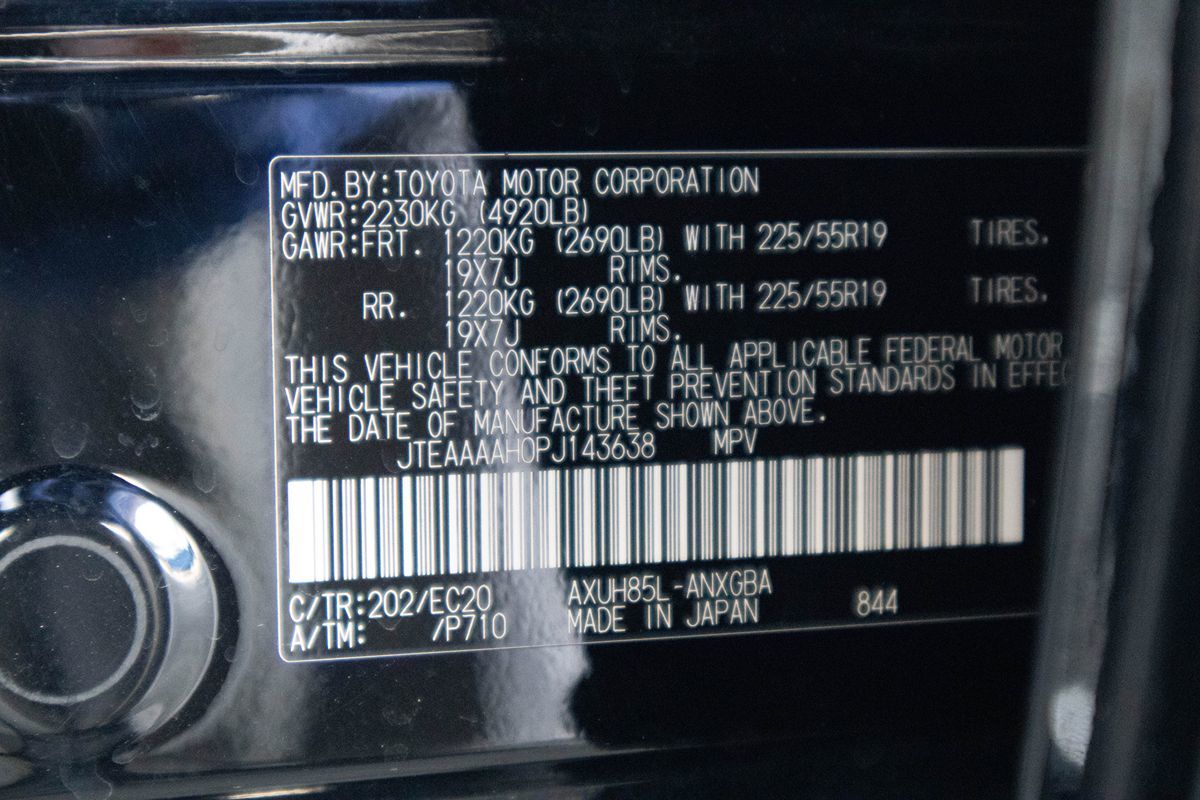 MFD.BY:TOYOTA MOTOR CORPORATION
GVWR:2230KG (4920LB)
GAWR:FRT. 1220KG (2690LB) WITH 225/55R19 TIRES.
19X7J RIMS.
RR. 1220KG (2690LB) WITH 225/55R19 TIRES.
19X7J RIMS.
THIS VEHICLE CONFORMS TO ALL APPLICABLE FEDERAL MOTOR
VEHICLE SAFETY AND THEFT PREVENTION STANDARDS IN EFFEC
THE DATE OF MANUFACTURE SHOWN ABOVE.
JTEAAAAH0PJ143638 MPV
C/TR:202/EC20 AXUH85L-ANXGBA 844
A/TM: /P710 MADE IN JAPAN